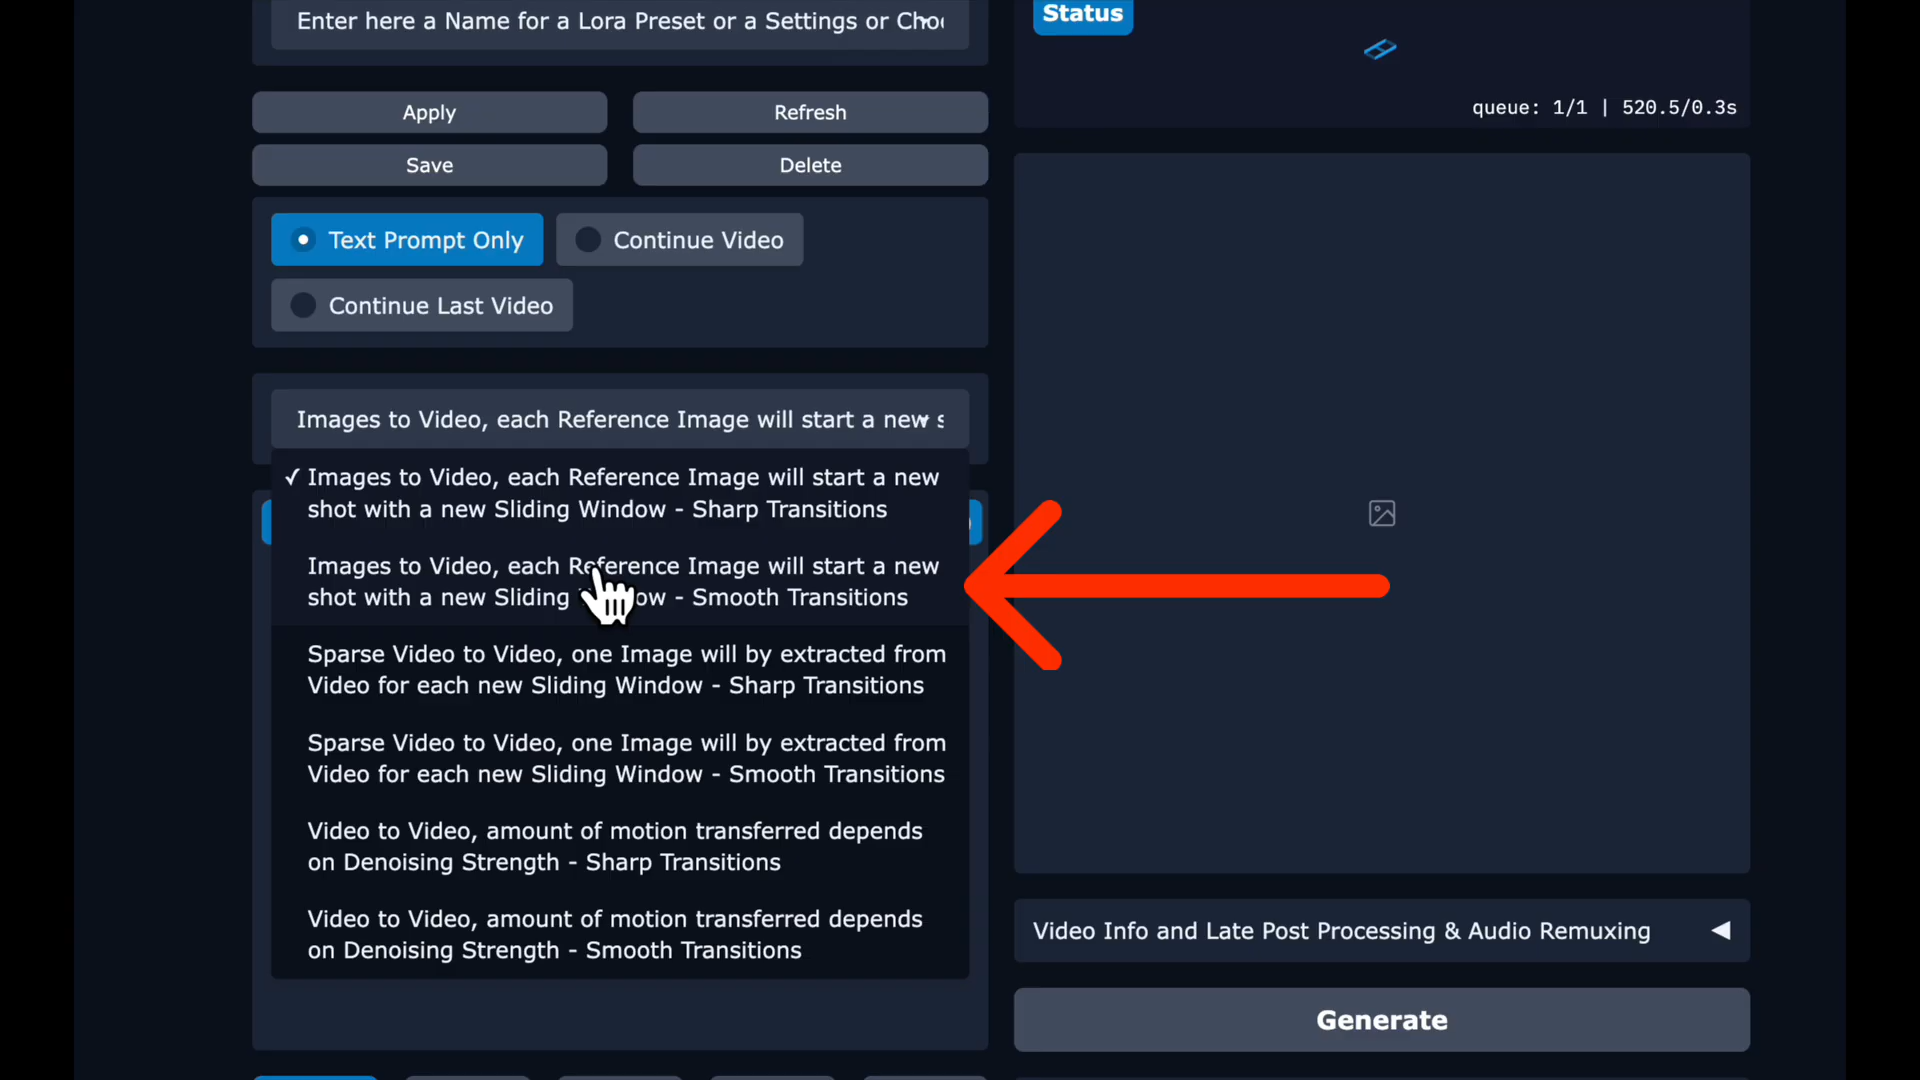 Enter here a Name for a Lora Preset or a Settings or Choo
Status
queue: 1/1 | 520.5/0.3s
Apply
Refresh
Save
Delete
Text Prompt Only
Continue Video
Continue Last Video
Images to Video, each Reference Image will start a new s
✓ Images to Video, each Reference Image will start a new
shot with a new Sliding Window - Sharp Transitions
Images to Video, each Reference Image will start a new
shot with a new Sliding Window - Smooth Transitions
Sparse Video to Video, one Image will by extracted from
Video for each new Sliding Window - Sharp Transitions
Sparse Video to Video, one Image will by extracted from
Video for each new Sliding Window - Smooth Transitions
Video to Video, amount of motion transferred depends
on Denoising Strength - Sharp Transitions
Video to Video, amount of motion transferred depends
on Denoising Strength - Smooth Transitions
Video Info and Late Post Processing & Audio Remuxing
Generate